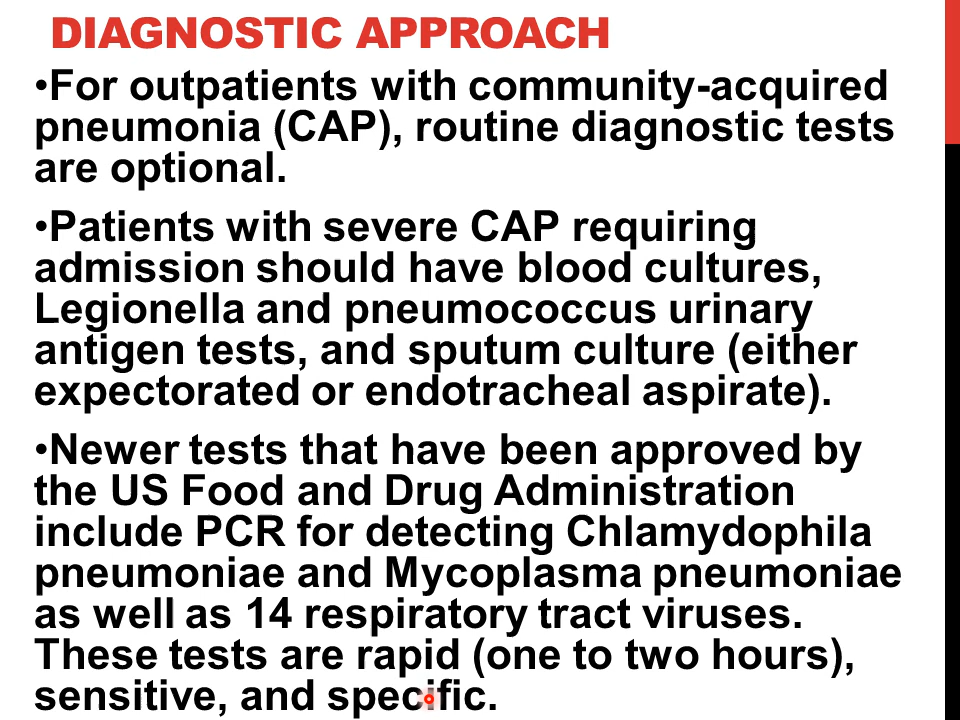 DIAGNOSTIC APPROACH
•For outpatients with community-acquired
pneumonia (CAP), routine diagnostic tests
are optional.
•Patients with severe CAP requiring
admission should have blood cultures,
Legionella and pneumococcus urinary
antigen tests, and sputum culture (either
expectorated or endotracheal aspirate).
•Newer tests that have been approved by
the US Food and Drug Administration
include PCR for detecting Chlamydophila
pneumoniae and Mycoplasma pneumoniae
as well as 14 respiratory tract viruses.
These tests are rapid (one to two hours),
sensitive, and specific.